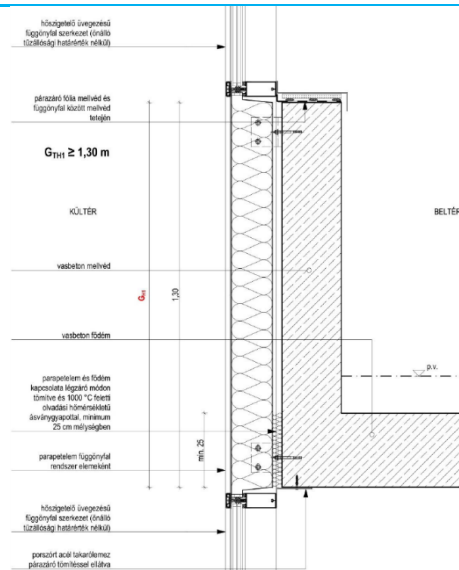 hőszigetelő üvegezésű
függönyfal szerkezet (önálló
tűzállósági határérték nélkül)
párazáró fólia mellvéd és
függönyfal között mellvéd
tetején
G_TH1 ≥ 1,30 m
KÜLTÉR
BELTÉR
vasbeton mellvéd
1,30
vasbeton födém
p.v.
parapetelem és födém
kapcsolata légzáró módon
tömítve és 1000 °C feletti
olvadási hőmérsékletű
ásványgyapottal, minimum
25 cm mélységben
min. 25
parapetelem függönyfal
rendszer elemeként
hőszigetelő üvegezésű
függönyfal szerkezet (önálló
tűzállósági határérték nélkül)
porszórt acél takarólemez
párazáró tömítéssel ellátva